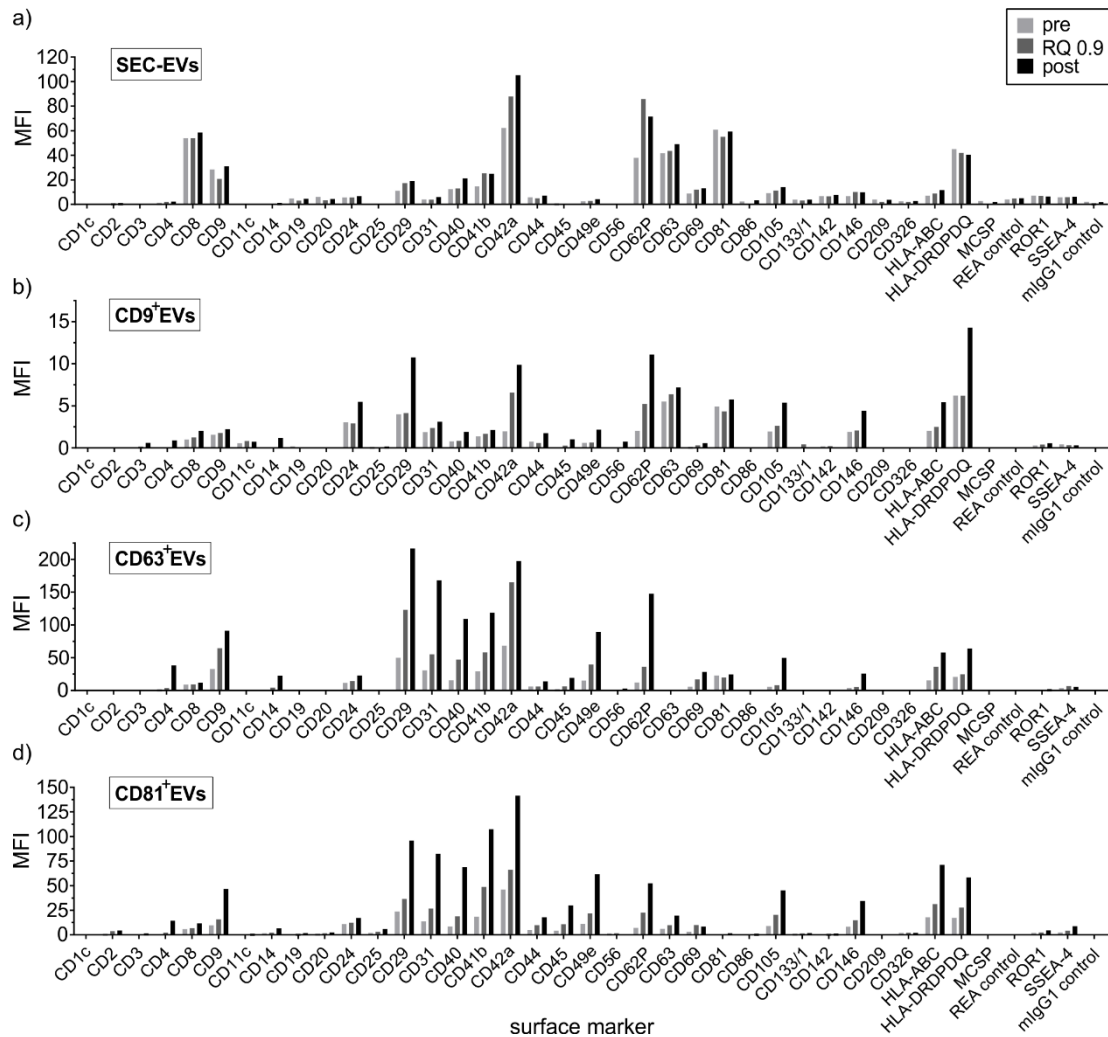 a)
pre
RQ 0.9
post
SEC-EVs
120
100
80
60
40
20
0
MFI
CD1c CD2 CD3 CD4 CD8 CD9 CD11c CD14 CD19 CD20 CD24 CD25 CD29 CD31 CD40 CD41b CD42a CD44 CD45 CD49e CD56 CD62P CD63 CD69 CD81 CD86 CD105 CD133/1 CD142 CD146 CD209 CD326 HLA-ABC HLA-DRDPDQ MCSP REA control ROR1 SSEA-4 mIgG1 control
b)
CD9+EVs
15
10
5
0
MFI
CD1c CD2 CD3 CD4 CD8 CD9 CD11c CD14 CD19 CD20 CD24 CD25 CD29 CD31 CD40 CD41b CD42a CD44 CD45 CD49e CD56 CD62P CD63 CD69 CD81 CD86 CD105 CD133/1 CD142 CD146 CD209 CD326 HLA-ABC HLA-DRDPDQ MCSP REA control ROR1 SSEA-4 mIgG1 control
c)
CD63+EVs
200
150
100
50
0
MFI
CD1c CD2 CD3 CD4 CD8 CD9 CD11c CD14 CD19 CD20 CD24 CD25 CD29 CD31 CD40 CD41b CD42a CD44 CD45 CD49e CD56 CD62P CD63 CD69 CD81 CD86 CD105 CD133/1 CD142 CD146 CD209 CD326 HLA-ABC HLA-DRDPDQ MCSP REA control ROR1 SSEA-4 mIgG1 control
d)
CD81+EVs
150
125
100
75
50
25
0
MFI
CD1c CD2 CD3 CD4 CD8 CD9 CD11c CD14 CD19 CD20 CD24 CD25 CD29 CD31 CD40 CD41b CD42a CD44 CD45 CD49e CD56 CD62P CD63 CD69 CD81 CD86 CD105 CD133/1 CD142 CD146 CD209 CD326 HLA-ABC HLA-DRDPDQ MCSP REA control ROR1 SSEA-4 mIgG1 control
surface marker